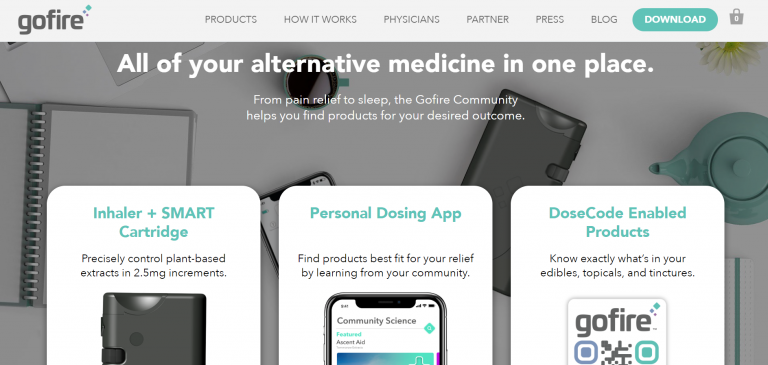 gofire
PRODUCTS HOW IT WORKS PHYSICIANS PARTNER PRESS BLOG DOWNLOAD 0
All of your alternative medicine in one place.
From pain relief to sleep, the Gofire Community
helps you find products for your desired outcome.
Inhaler + SMART
Cartridge
Precisely control plant-based
extracts in 2.5mg increments.
Personal Dosing App
Find products best fit for your relief
by learning from your community.
Community Science
Featured
Ascent Aid
DoseCode Enabled
Products
Know exactly what's in your
edibles, topicals, and tinctures.
gofire